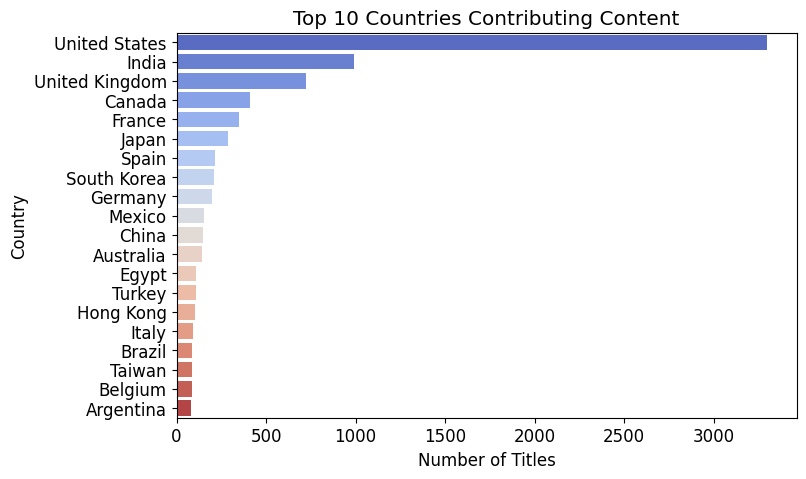 Top 10 Countries Contributing Content
United States
India
United Kingdom
Canada
France
Japan
Spain
South Korea
Germany
Mexico
China
Australia
Egypt
Turkey
Hong Kong
Italy
Brazil
Taiwan
Belgium
Argentina
Country
0 500 1000 1500 2000 2500 3000
Number of Titles